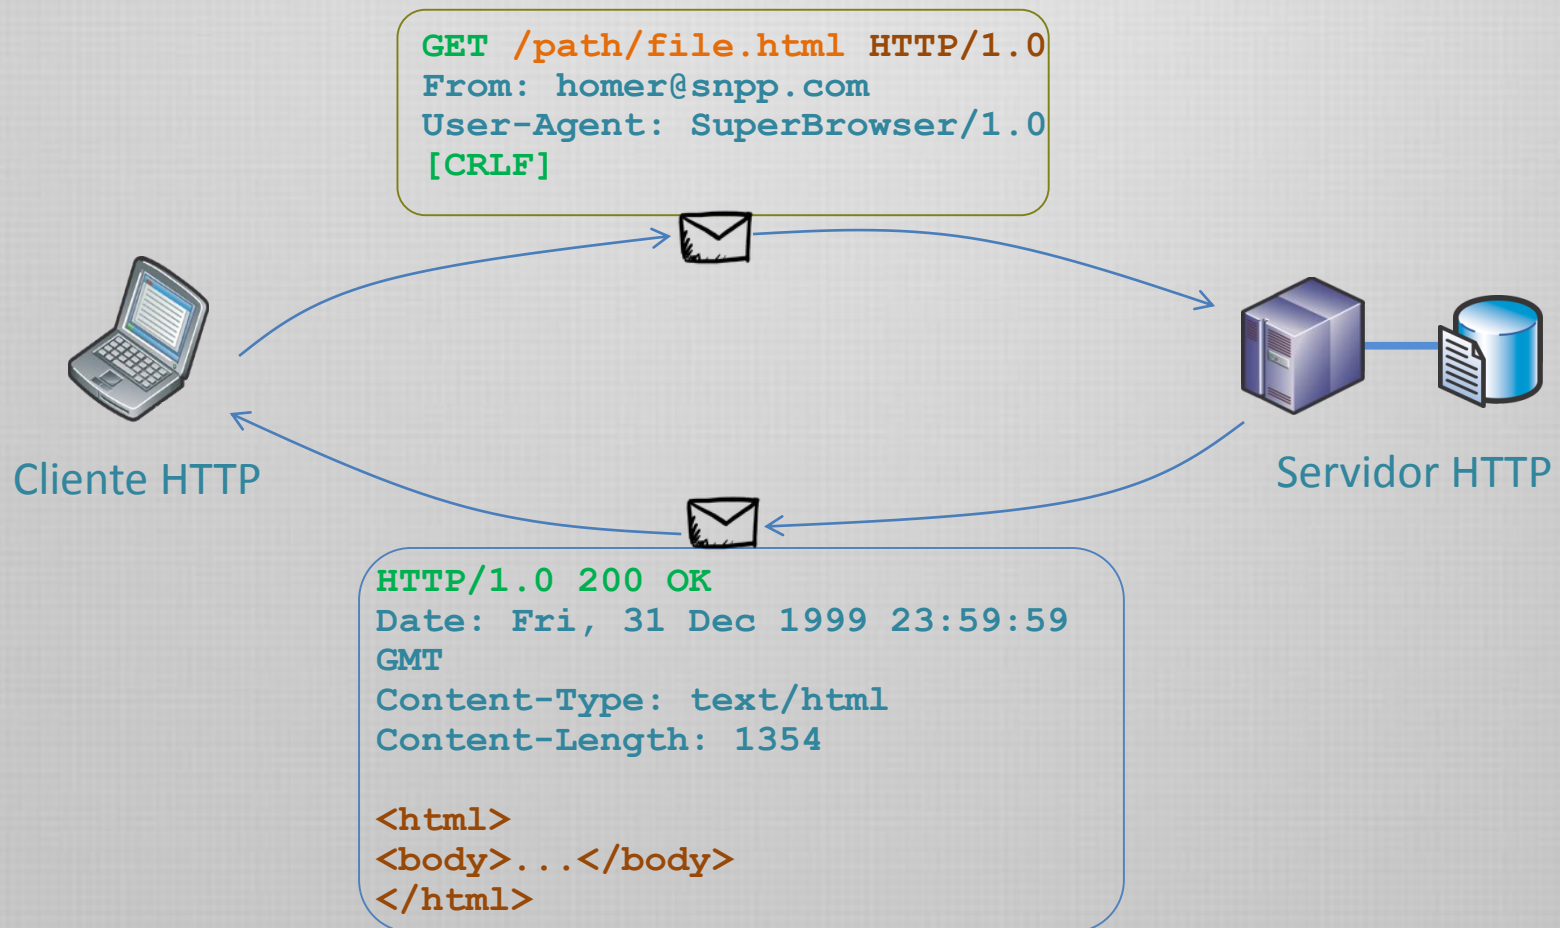 GET /path/file.html HTTP/1.0
From: homer@snpp.com
User-Agent: SuperBrowser/1.0
[CRLF]
Cliente HTTP
Servidor HTTP
HTTP/1.0 200 OK
Date: Fri, 31 Dec 1999 23:59:59
GMT
Content-Type: text/html
Content-Length: 1354
<html>
<body>...</body>
</html>